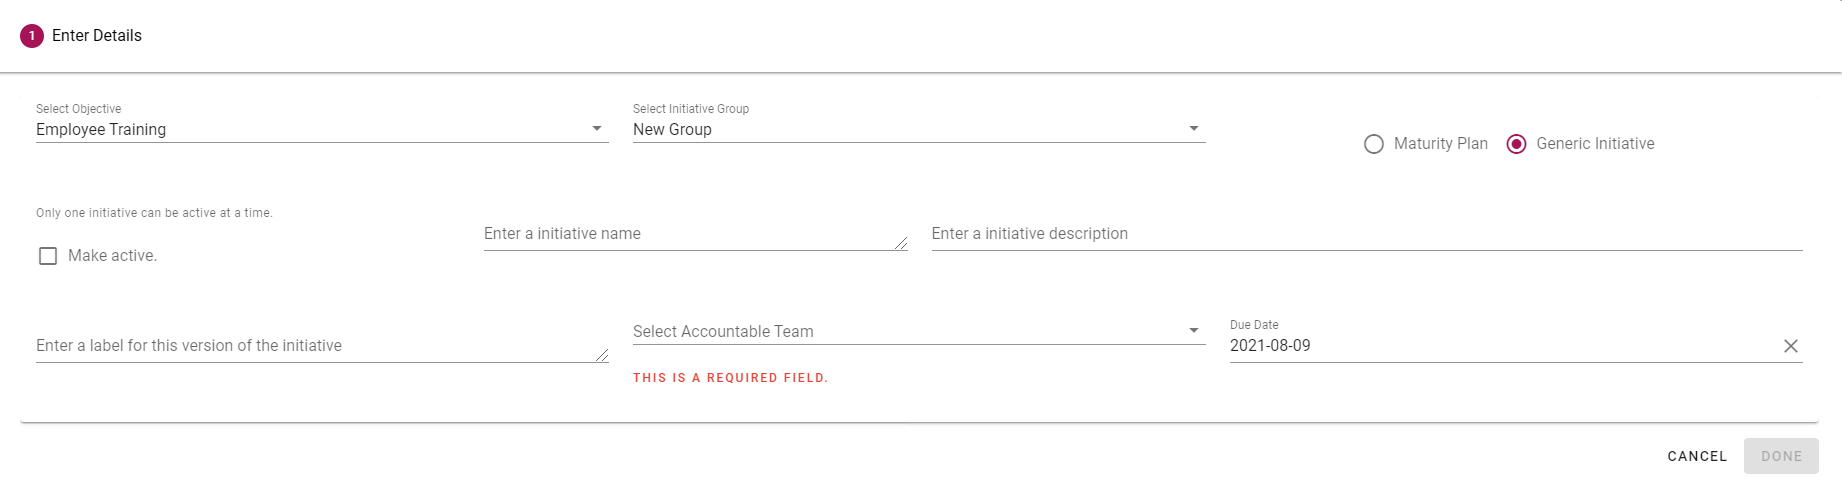 1 Enter Details
Select Objective
Employee Training
Select Initiative Group
New Group
Maturity Plan
Generic Initiative
Only one initiative can be active at a time.
Make active.
Enter a initiative name
Enter a initiative description
Enter a label for this version of the initiative
Select Accountable Team
THIS IS A REQUIRED FIELD.
Due Date
2021-08-09
CANCEL
DONE